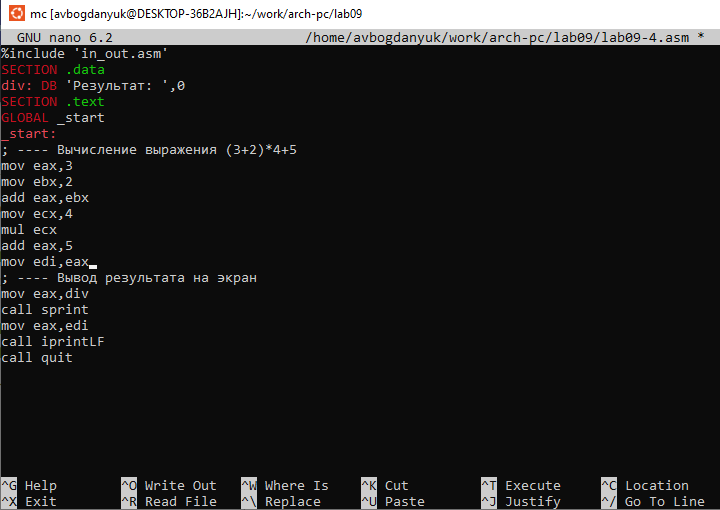 mc [avbogdanyuk@DESKTOP-36B2AJH]:~/work/arch-pc/lab09
GNU nano 6.2 /home/avbogdanyuk/work/arch-pc/lab09/lab09-4.asm *
%include 'in_out.asm'
SECTION .data
div: DB 'Результат: ',0
SECTION .text
GLOBAL _start
_start:
; ---- Вычисление выражения (3+2)*4+5
mov eax,3
mov ebx,2
add eax,ebx
mov ecx,4
mul ecx
add eax,5
mov edi,eax
; ---- Вывод результата на экран
mov eax,div
call sprint
mov eax,edi
call iprintLF
call quit
^G Help ^O Write Out ^W Where Is ^K Cut ^T Execute ^C Location
^X Exit ^R Read File ^\ Replace ^U Paste ^J Justify ^/ Go To Line